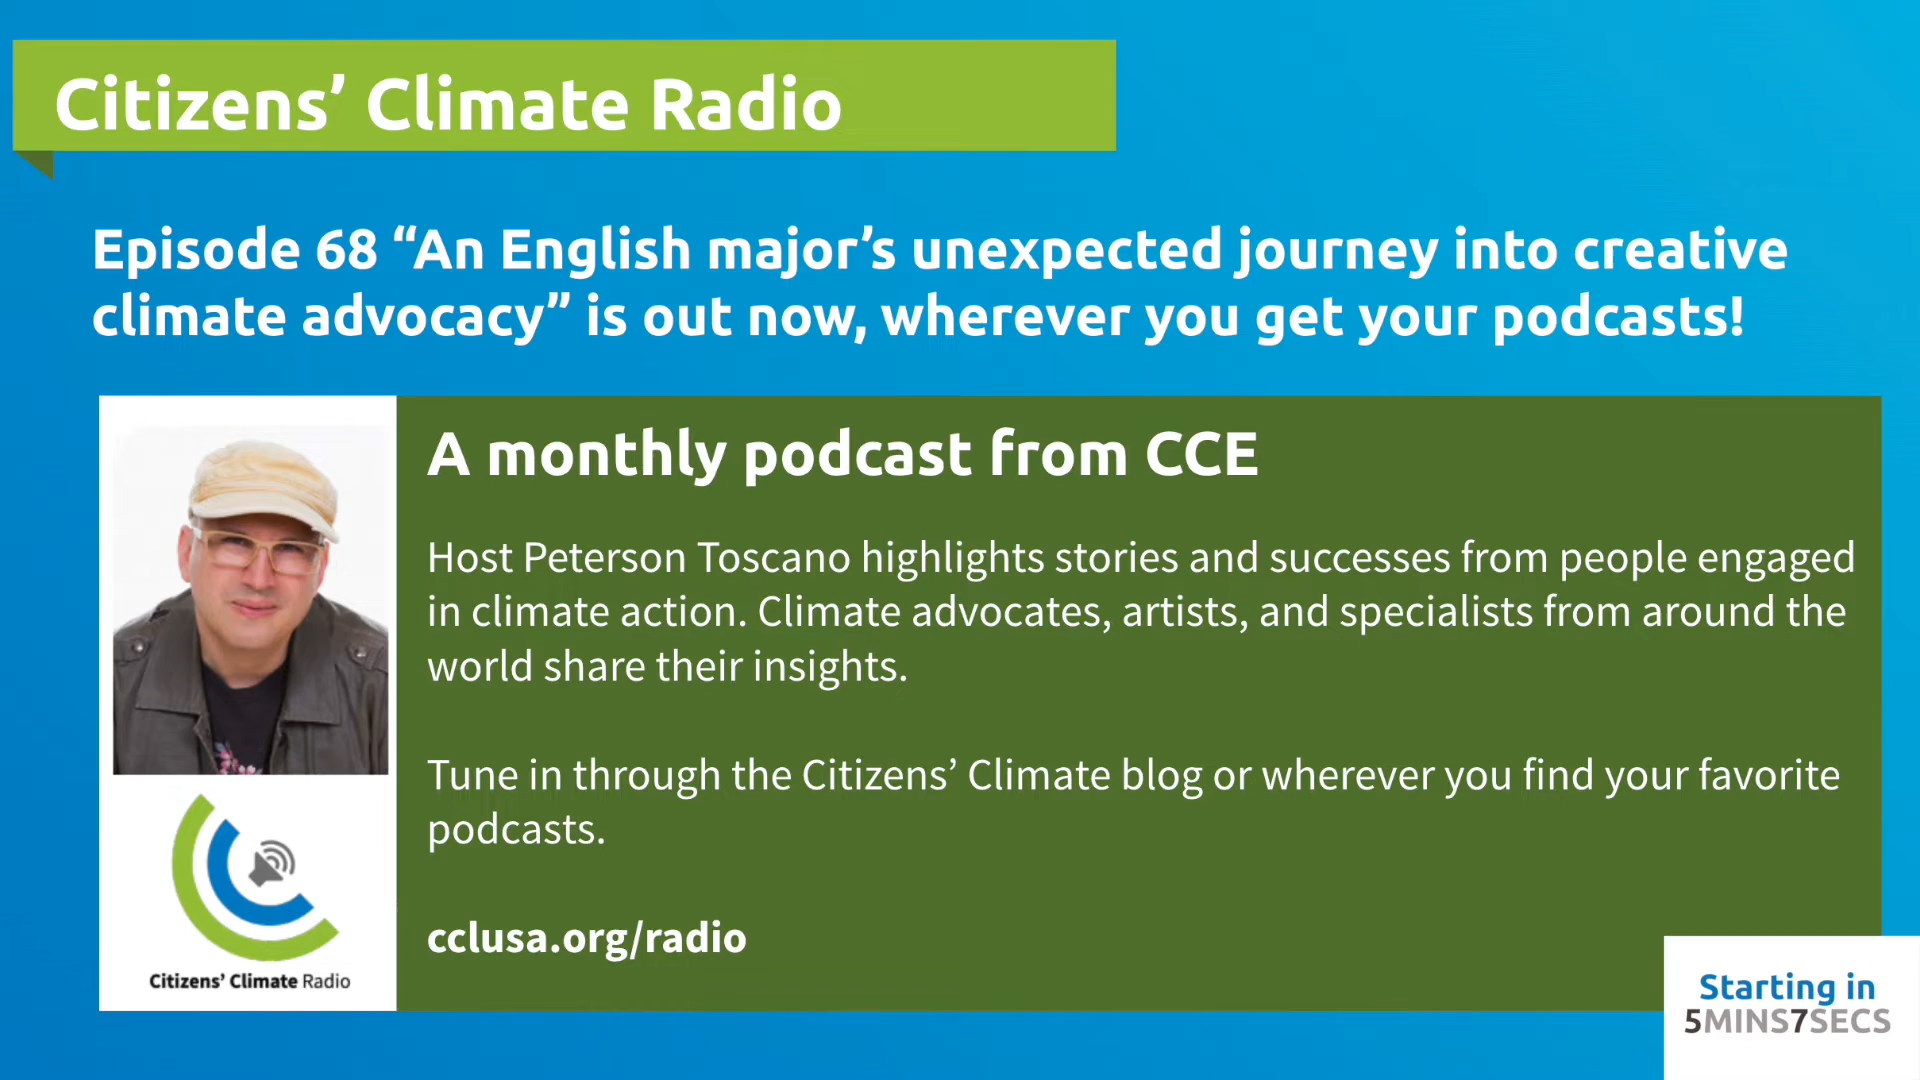 Citizens’ Climate Radio
Episode 68 “An English major’s unexpected journey into creative
climate advocacy” is out now, wherever you get your podcasts!
A monthly podcast from CCE
Host Peterson Toscano highlights stories and successes from people engaged
in climate action. Climate advocates, artists, and specialists from around the
world share their insights.
Tune in through the Citizens’ Climate blog or wherever you find your favorite
podcasts.
cclusa.org/radio
Citizens’ Climate Radio
Starting in
5MINS7SECS